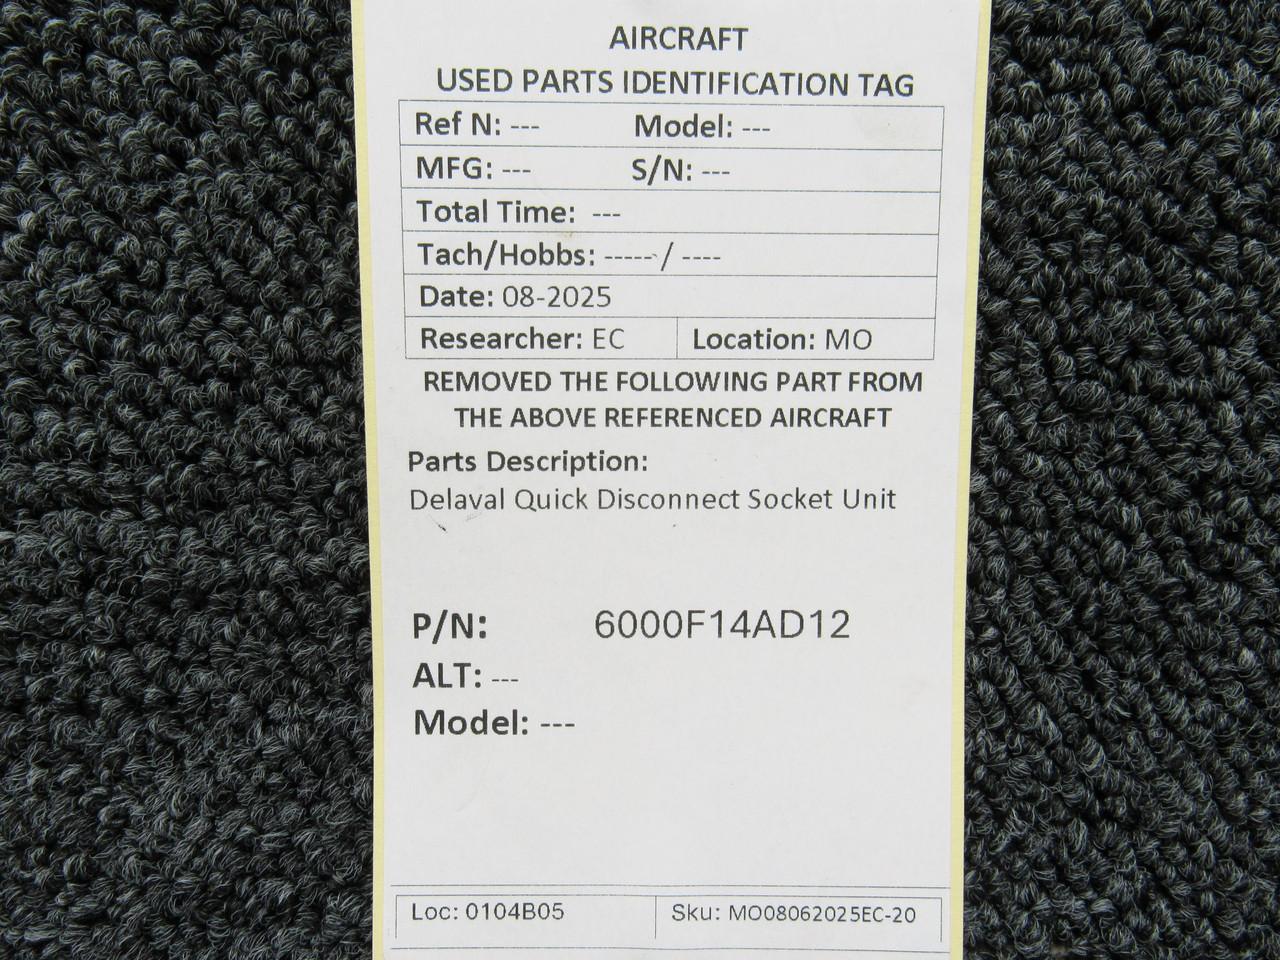 AIRCRAFT
USED PARTS IDENTIFICATION TAG
Ref N: --- Model: ---
MFG: --- S/N: ---
Total Time: ---
Tach/Hobbs: ----- / ----
Date: 08-2025
Researcher: EC Location: MO
REMOVED THE FOLLOWING PART FROM
THE ABOVE REFERENCED AIRCRAFT
Parts Description:
Delaval Quick Disconnect Socket Unit
P/N: 6000F14AD12
ALT: ---
Model: ---
Loc: 0104B05 Sku: MO08062025EC-20